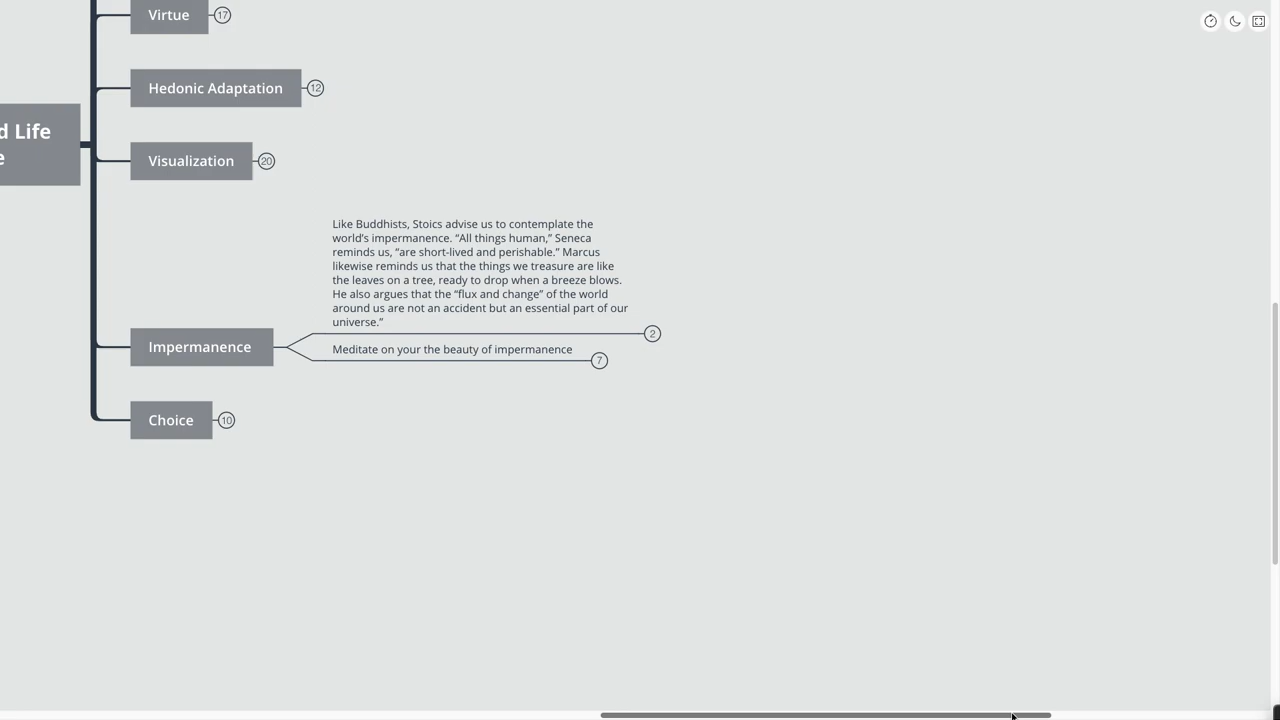 Virtue
17
Hedonic Adaptation
12
d Life
e
Visualization
20
Like Buddhists, Stoics advise us to contemplate the
world’s impermanence. “All things human,” Seneca
reminds us, “are short-lived and perishable.” Marcus
likewise reminds us that the things we treasure are like
the leaves on a tree, ready to drop when a breeze blows.
He also argues that the “flux and change” of the world
around us are not an accident but an essential part of our
universe.”
2
Impermanence
Meditate on your the beauty of impermanence
7
Choice
10